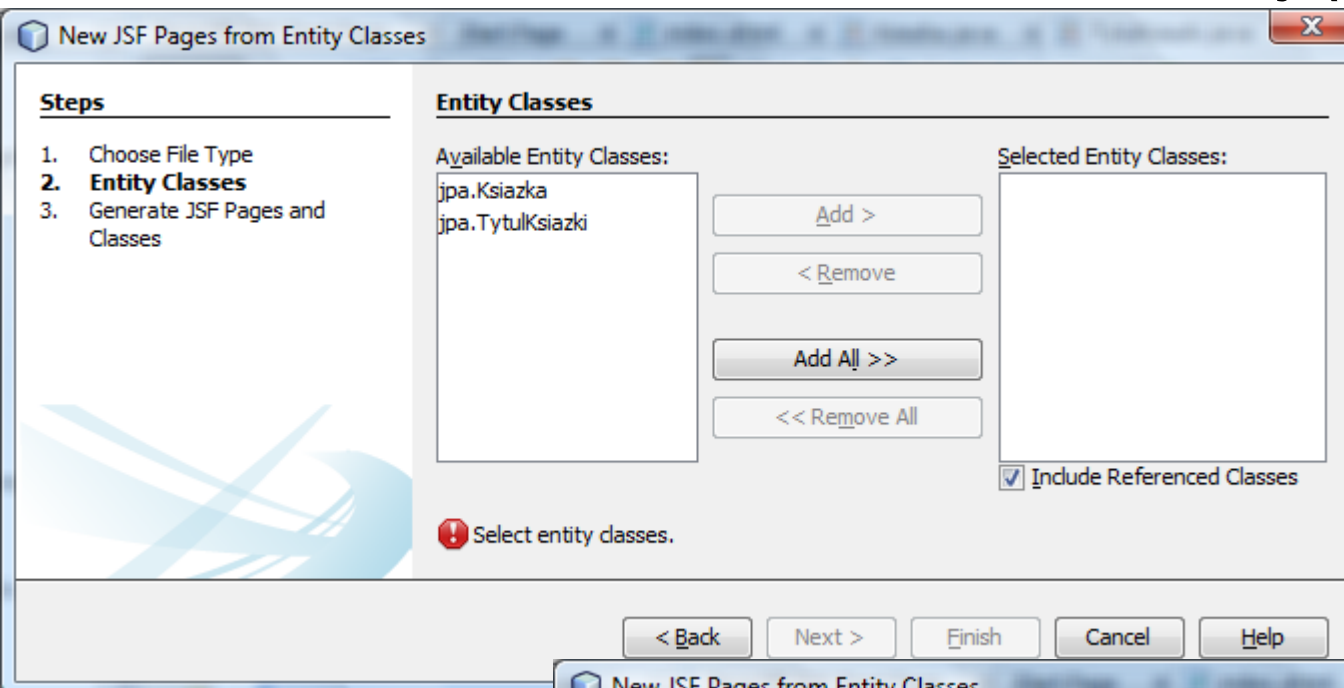 New JSF Pages from Entity Classes
Steps
1. Choose File Type
2. Entity Classes
3. Generate JSF Pages and
Classes
Entity Classes
Available Entity Classes:
jpa.Ksiazka
jpa.TytulKsiazki
Add >
< Remove
Add All >>
<< Remove All
Selected Entity Classes:
Include Referenced Classes
Select entity classes.
< Back
Next >
Finish
Cancel
Help
New JSF Pages from Entity Classes